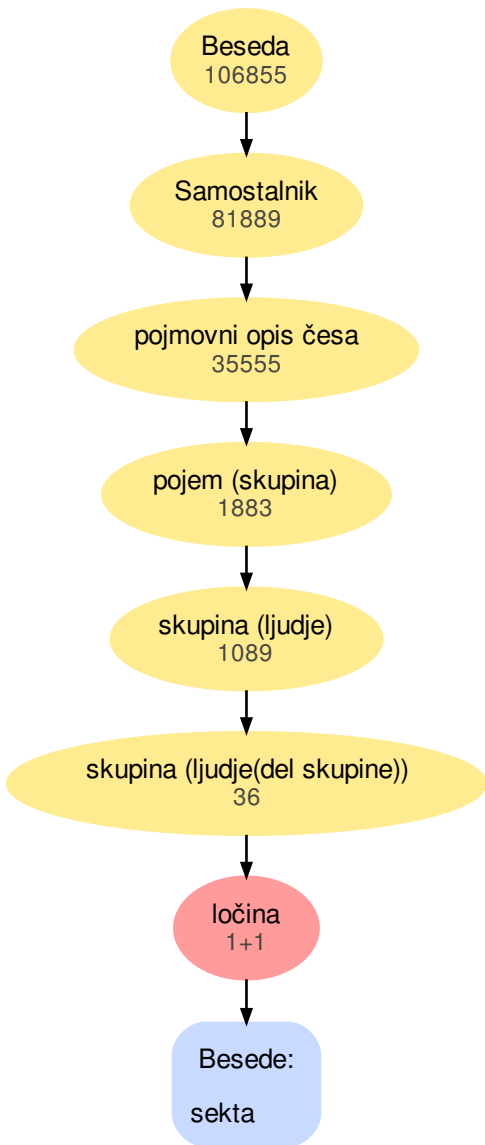 Beseda
106855
Samostalnik
81889
pojmovni opis česa
35555
pojem (skupina)
1883
skupina (ljudje)
1089
skupina (ljudje(del skupine))
36
ločina
1+1
Besede:
sekta